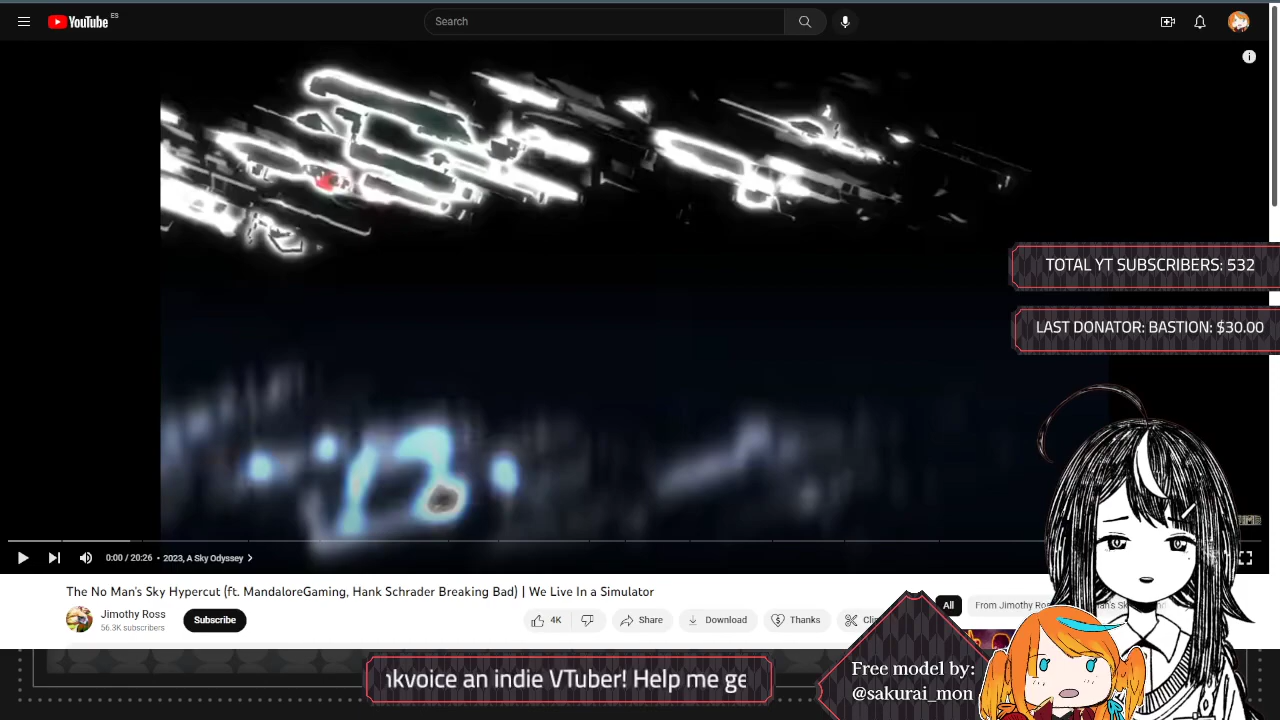 YouTube ES
Search
TOTAL YT SUBSCRIBERS: 532
LAST DONATOR: BASTION: $30.00
0:00 / 20:26 • 2023, A Sky Odyssey
The No Man's Sky Hypercut (ft. MandaloreGaming, Hank Schrader Breaking Bad) | We Live In a Simulator
Jimothy Ross
56.3K subscribers
Subscribe
4K
Share
Download
Thanks
Cli
All
From Jimothy Ros
nkvoice an indie VTuber! Help me ge
Free model by:
@sakurai_mon